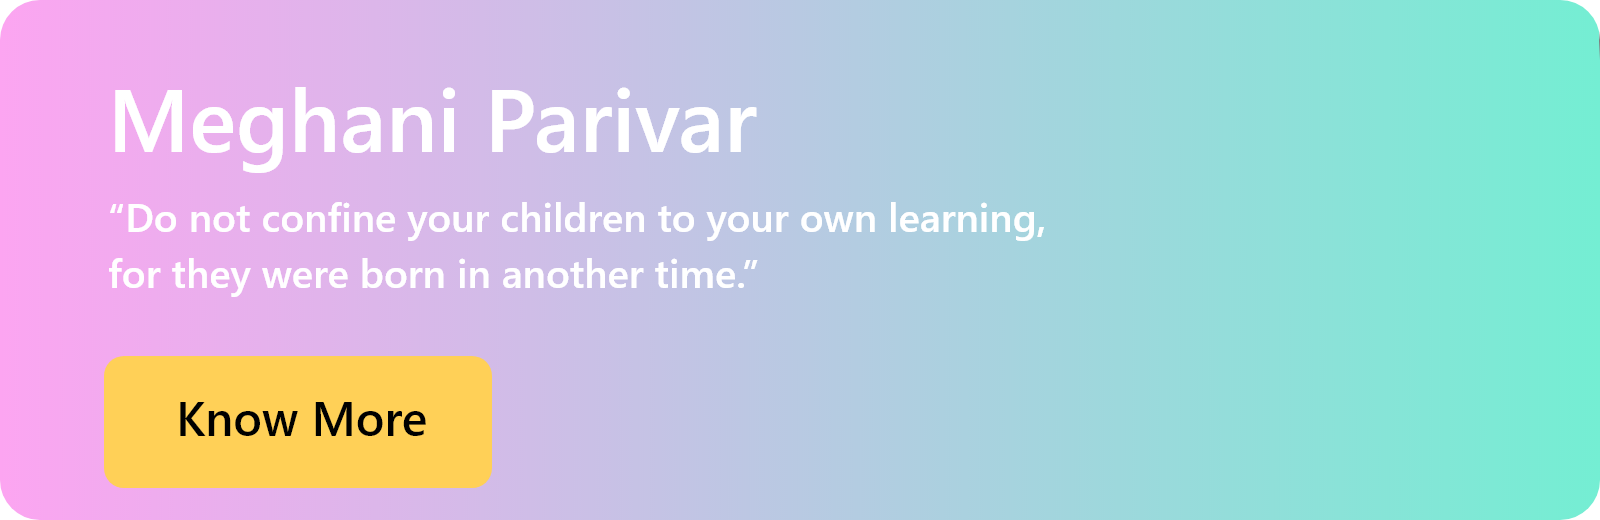 Meghani Parivar
“Do not confine your children to your own learning,
for they were born in another time.”
Know More